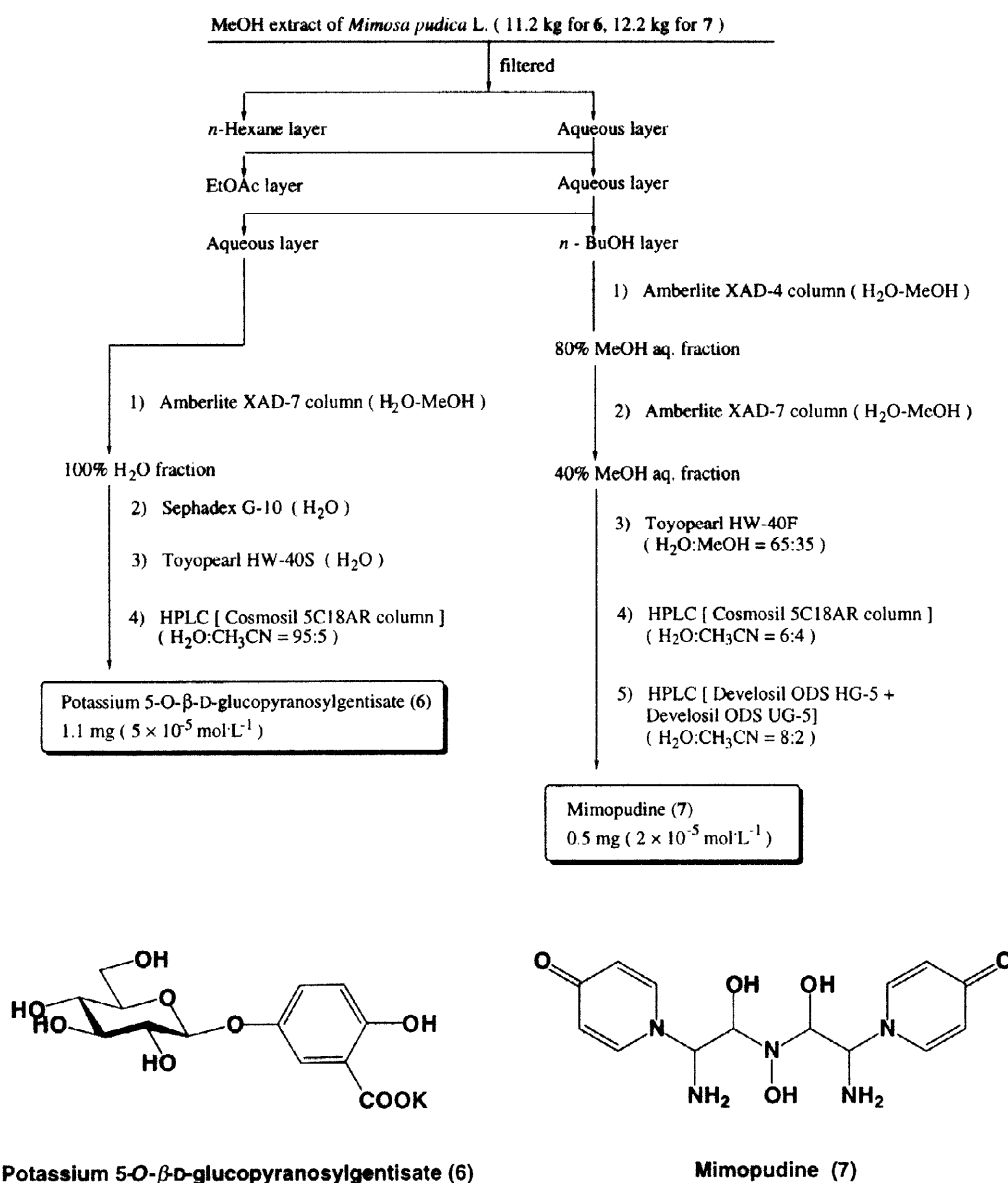 MeOH extract of Mimosa pudica L. ( 11.2 kg for 6, 12.2 kg for 7 )
filtered
n-Hexane layer
Aqueous layer
EtOAc layer
Aqueous layer
Aqueous layer
n - BuOH layer
1) Amberlite XAD-4 column ( H₂O-MeOH )
80% MeOH aq. fraction
1) Amberlite XAD-7 column ( H₂O-MeOH )
2) Amberlite XAD-7 column ( H₂O-MeOH )
100% H₂O fraction
40% MeOH aq. fraction
2) Sephadex G-10 ( H₂O )
3) Toyopearl HW-40S ( H₂O )
4) HPLC [ Cosmosil 5C18AR column ]
( H₂O:CH₃CN = 95:5 )
3) Toyopearl HW-40F
( H₂O:MeOH = 65:35 )
4) HPLC [ Cosmosil 5C18AR column ]
( H₂O:CH₃CN = 6:4 )
5) HPLC [ Develosil ODS HG-5 +
Develosil ODS UG-5]
( H₂O:CH₃CN = 8:2 )
Potassium 5-O-β-D-glucopyranosylgentisate (6)
1.1 mg ( 5 × 10⁻⁵ mol·L⁻¹ )
Mimopudine (7)
0.5 mg ( 2 × 10⁻⁵ mol·L⁻¹ )
OH
HO
HO
O
HO
O
OH
COOK
O
N
OH
NH₂
N
OH
OH
NH₂
N
O
Potassium 5-O-β-D-glucopyranosylgentisate (6)
Mimopudine (7)